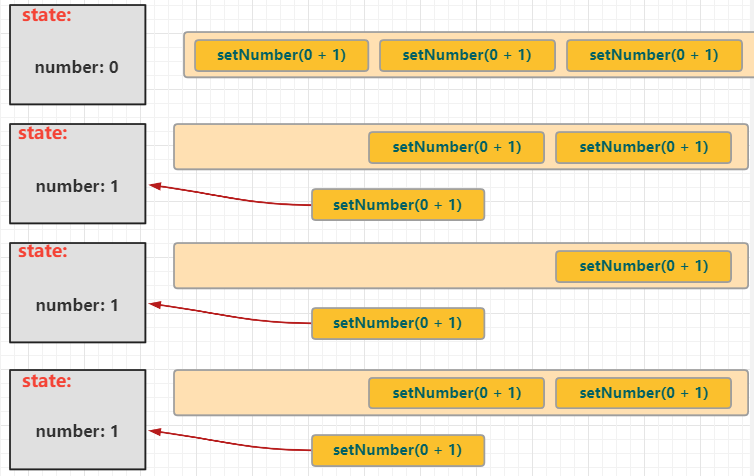 state:
number: 0
setNumber(0 + 1) setNumber(0 + 1) setNumber(0 + 1)
state:
number: 1
setNumber(0 + 1) setNumber(0 + 1)
setNumber(0 + 1)
state:
number: 1
setNumber(0 + 1)
setNumber(0 + 1)
state:
number: 1
setNumber(0 + 1) setNumber(0 + 1)
setNumber(0 + 1)